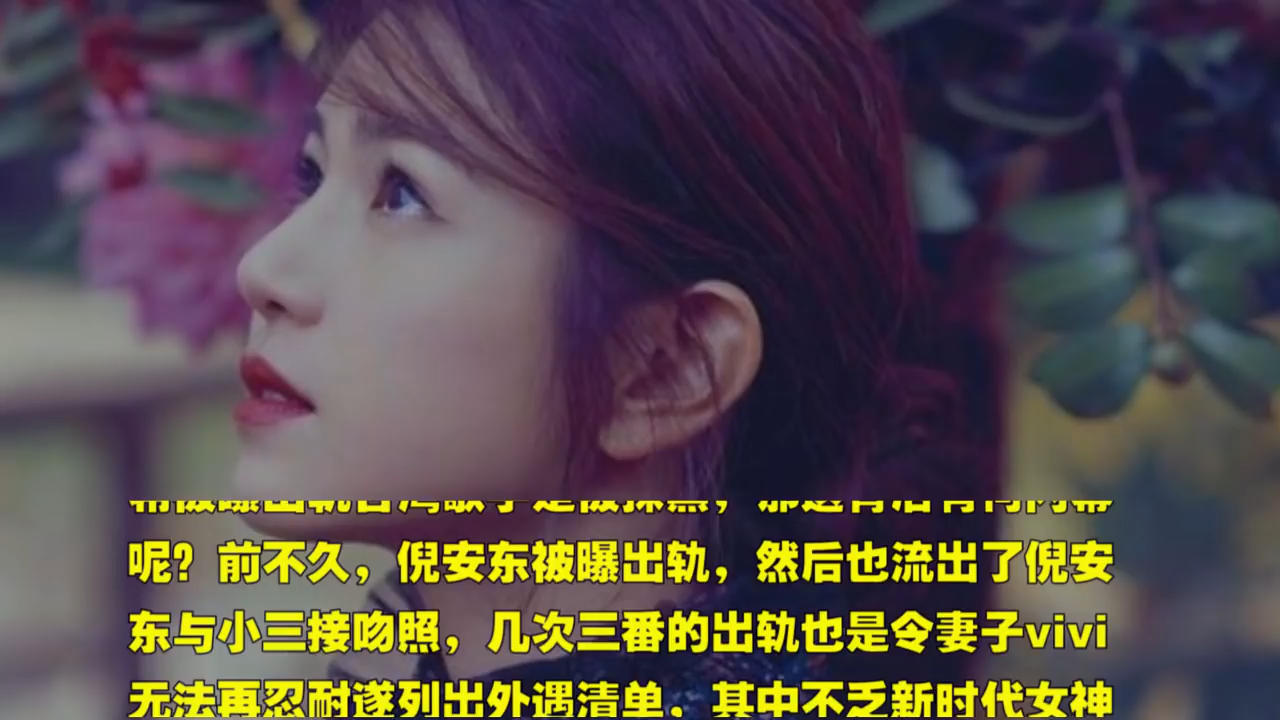 呢？前不久，倪安东被曝出轨，然后也流出了倪安
东与小三接吻照，几次三番的出轨也是令妻子vivi
无法再忍耐遂列出外遇清单，其中不乏新时代女神